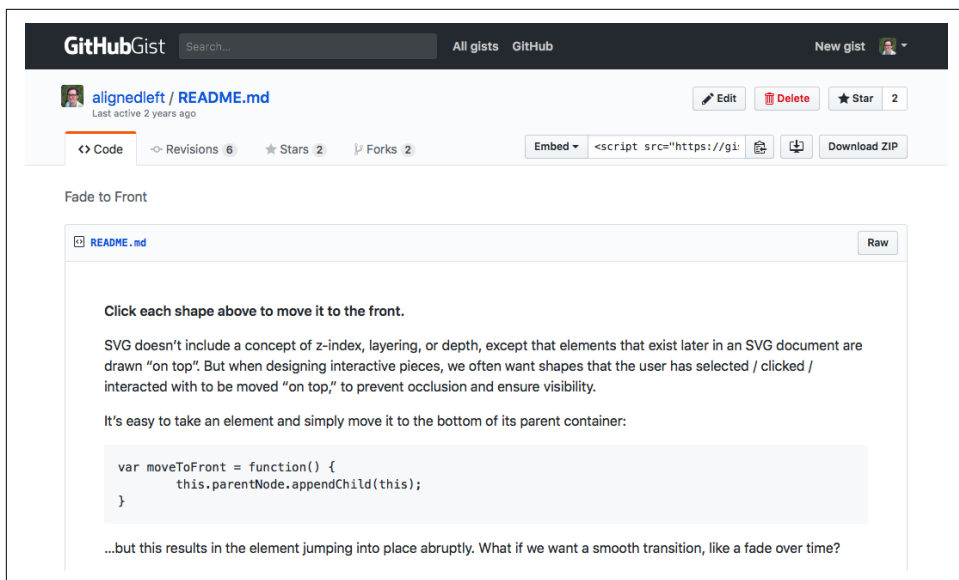 GitHubGist Search... All gists GitHub New gist
alignedleft / README.md Edit Delete Star 2
Last active 2 years ago
<> Code Revisions 6 Stars 2 Forks 2 Embed <script src="https://gi Download ZIP
Fade to Front
README.md Raw
Click each shape above to move it to the front.
SVG doesn’t include a concept of z-index, layering, or depth, except that elements that exist later in an SVG document are
drawn “on top”. But when designing interactive pieces, we often want shapes that the user has selected / clicked /
interacted with to be moved “on top,” to prevent occlusion and ensure visibility.
It’s easy to take an element and simply move it to the bottom of its parent container:
var moveToFront = function() {
this.parentNode.appendChild(this);
}
...but this results in the element jumping into place abruptly. What if we want a smooth transition, like a fade over time?